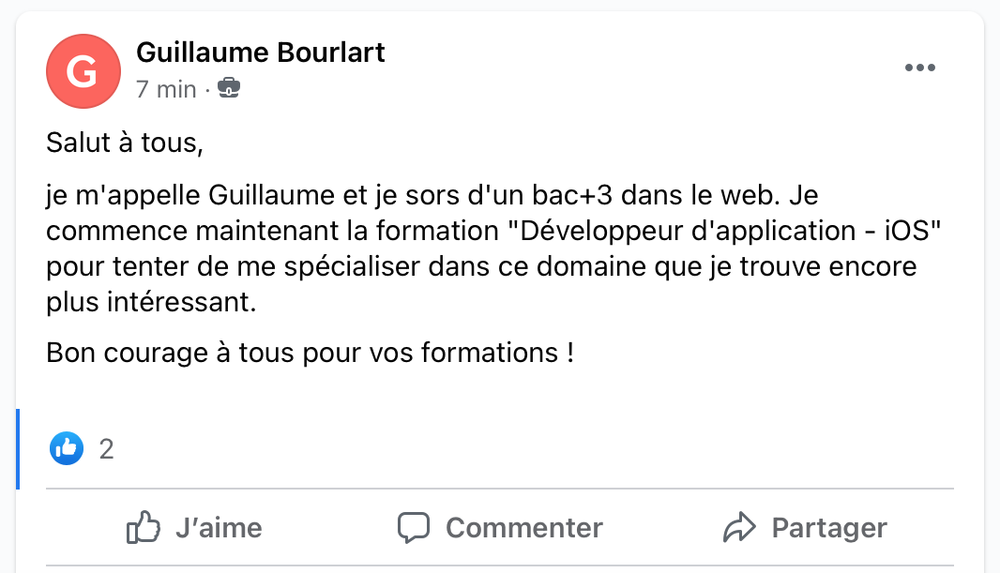 G
Guillaume Bourlart
7 min ·
Salut à tous,
je m'appelle Guillaume et je sors d'un bac+3 dans le web. Je
commence maintenant la formation "Développeur d'application - iOS"
pour tenter de me spécialiser dans ce domaine que je trouve encore
plus intéressant.
Bon courage à tous pour vos formations !
2
J’aime
Commenter
Partager